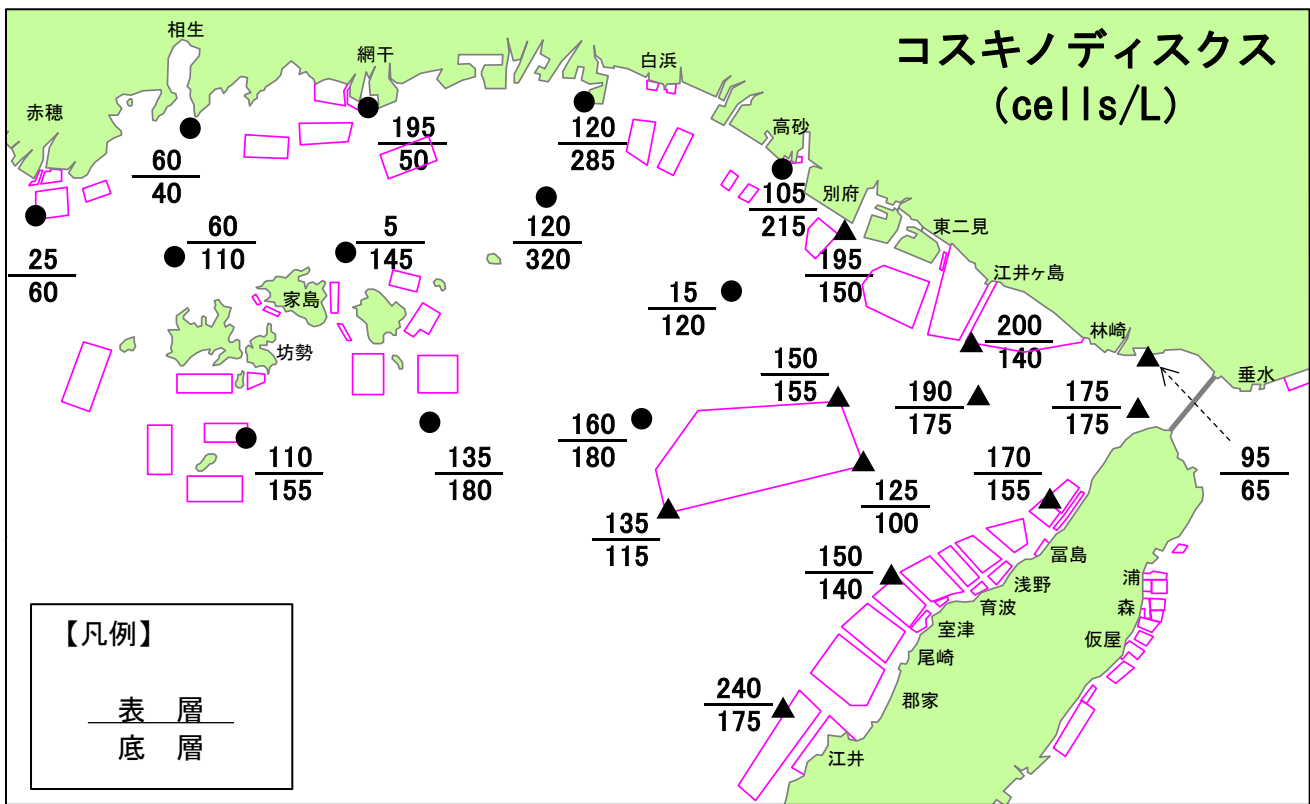 コスキノディスクス
(cells/L)
相生
網干
白浜
赤穂
高砂
別府
東二見
江井ヶ島
林崎
垂水
家島
坊勢
60
40
195
50
120
285
105
215
25
60
60
110
5
145
120
320
195
150
15
120
200
140
150
155
190
175
175
175
95
65
160
180
110
155
135
180
170
155
125
100
135
115
150
140
240
175
冨島
浅野
育波
室津
尾崎
郡家
江井
浦
森
仮屋
【凡例】
表 層
底 層